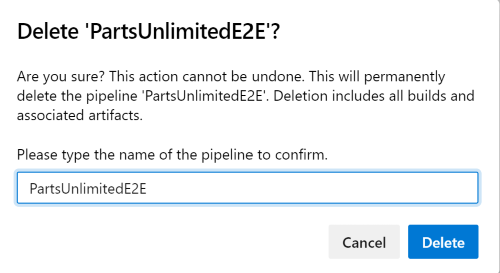 Delete 'PartsUnlimitedE2E'?
Are you sure? This action cannot be undone. This will permanently
delete the pipeline 'PartsUnlimitedE2E'. Deletion includes all builds and
associated artifacts.
Please type the name of the pipeline to confirm.
PartsUnlimitedE2E
Cancel Delete